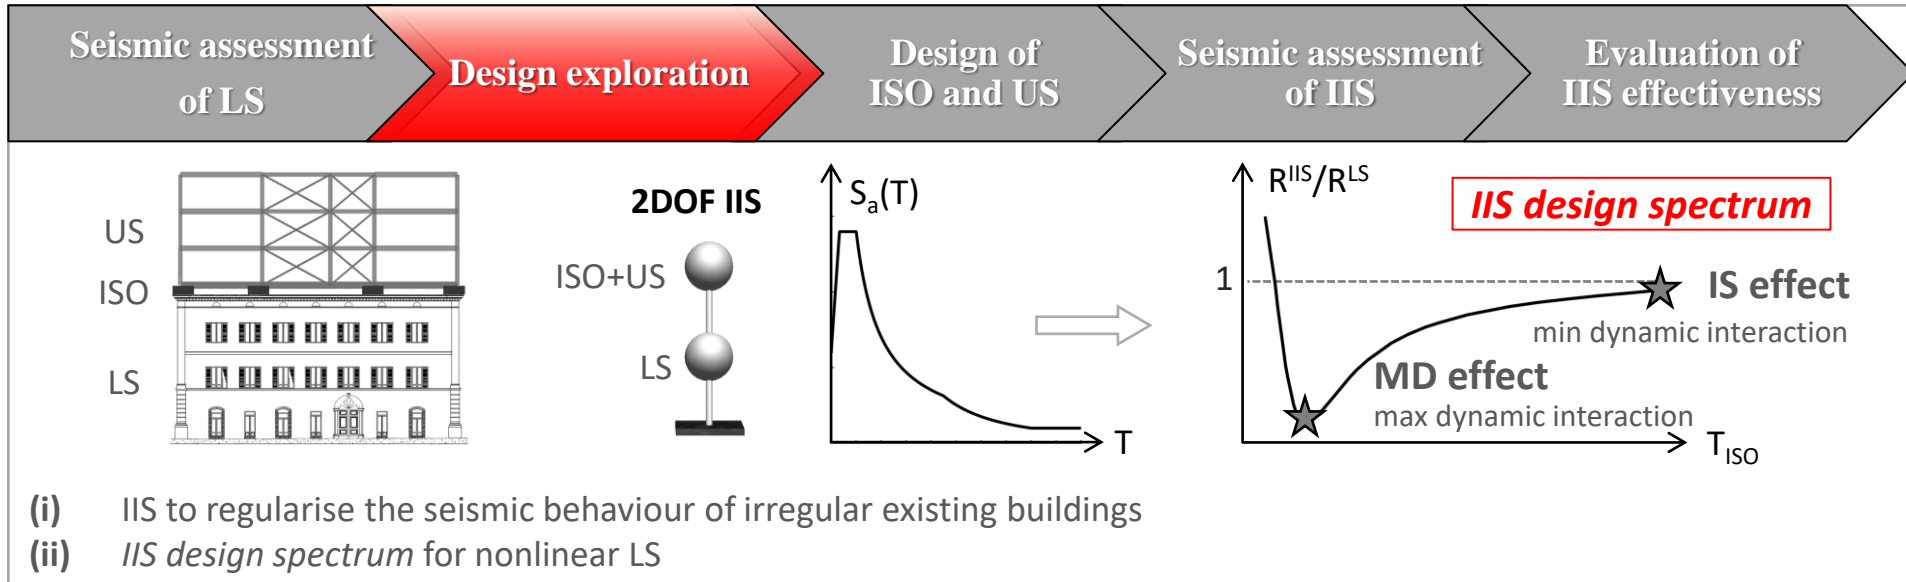 Seismic assessment
of LS
Design exploration
Design of
ISO and US
Seismic assessment
of IIS
Evaluation of
IIS effectiveness
US
ISO
LS
2DOF IIS
ISO+US
LS
Sₐ(T)
T
R^IIS/R^LS
IIS design spectrum
1
IS effect
min dynamic interaction
MD effect
max dynamic interaction
T_ISO
(i) IIS to regularise the seismic behaviour of irregular existing buildings
(ii) IIS design spectrum for nonlinear LS